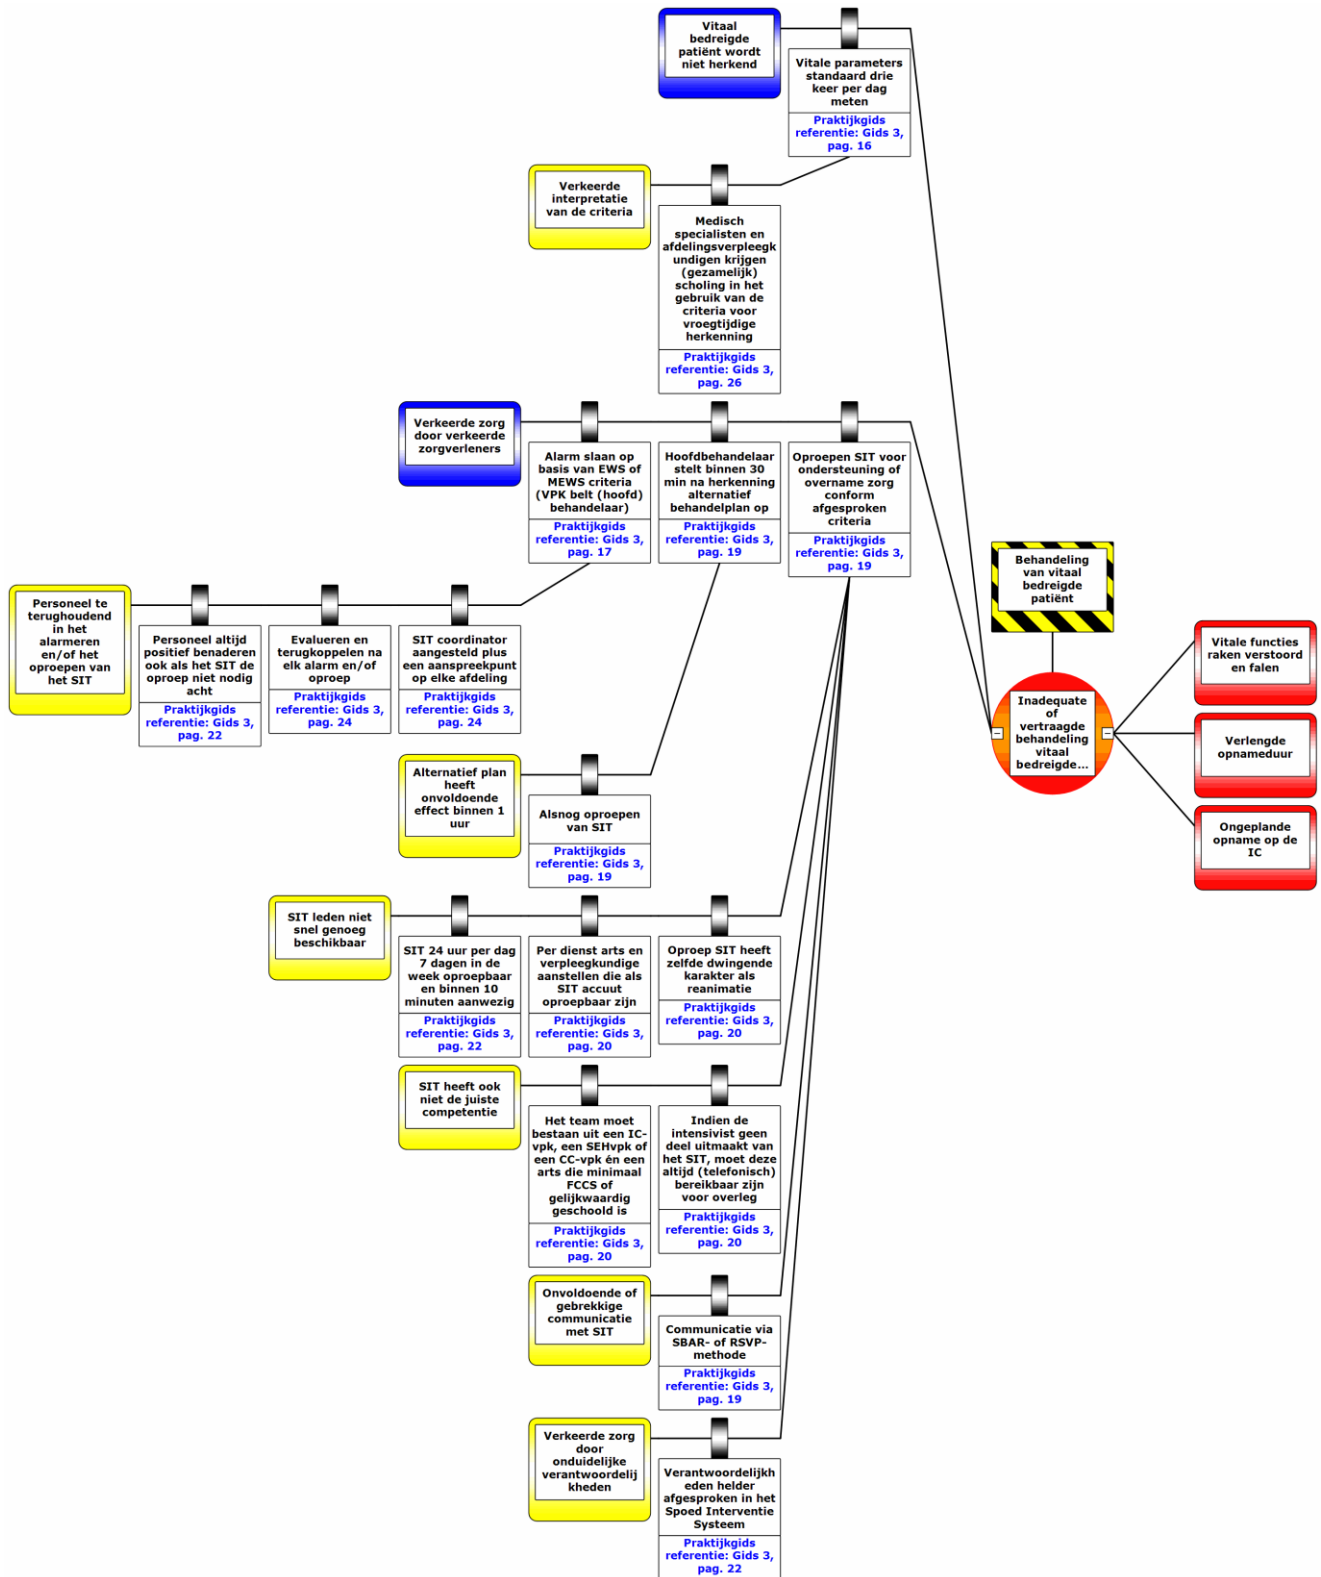 Vitaal
bedreigde
patiënt wordt
niet herkend
Vitale parameters
standaard drie
keer per dag
meten
Praktijkgids
referentie: Gids 3,
pag. 16
Verkeerde
interpretatie
van de criteria
Medisch
specialisten en
afdelingsverpleegk
undigen krijgen
(gezamelijk)
scholing in het
gebruik van de
criteria voor
vroegtijdige
herkenning
Praktijkgids
referentie: Gids 3,
pag. 26
Verkeerde zorg
door verkeerde
zorgverleners
Alarm slaan op
basis van EWS of
MEWS criteria
(VPK belt (hoofd)
behandelaar)
Praktijkgids
referentie: Gids 3,
pag. 17
Hoofdbehandelaar
stelt binnen 30
min na herkenning
alternatief
behandelplan op
Praktijkgids
referentie: Gids 3,
pag. 19
Oproepen SIT voor
ondersteuning of
overname zorg
conform
afgesproken
criteria
Praktijkgids
referentie: Gids 3,
pag. 19
Personeel te
terughoudend
in het
alarmeren
en/of het
oproepen van
het SIT
Personeel altijd
positief benaderen
ook als het SIT de
oproep niet nodig
acht
Praktijkgids
referentie: Gids 3,
pag. 22
Evalueren en
terugkoppelen na
elk alarm en/of
oproep
Praktijkgids
referentie: Gids 3,
pag. 24
SIT coordinator
aangesteld plus
een aanspreekpunt
op elke afdeling
Praktijkgids
referentie: Gids 3,
pag. 24
Alternatief plan
heeft
onvoldoende
effect binnen 1
uur
Alsnog oproepen
van SIT
Praktijkgids
referentie: Gids 3,
pag. 19
SIT leden niet
snel genoeg
beschikbaar
SIT 24 uur per dag
7 dagen in de
week oproepbaar
en binnen 10
minuten aanwezig
Praktijkgids
referentie: Gids 3,
pag. 22
Per dienst arts en
verpleegkundige
aanstellen die als
SIT accuut
oproepbaar zijn
Praktijkgids
referentie: Gids 3,
pag. 20
Oproep SIT heeft
zelfde dwingende
karakter als
reanimatie
Praktijkgids
referentie: Gids 3,
pag. 20
SIT heeft ook
niet de juiste
competentie
Het team moet
bestaan uit een IC-
vpk, een SEHvpk of
een CC-vpk én een
arts die minimaal
FCCS of
gelijkwaardig
geschoold is
Praktijkgids
referentie: Gids 3,
pag. 20
Indien de
intensivist geen
deel uitmaakt van
het SIT, moet deze
altijd (telefonisch)
bereikbaar zijn
voor overleg
Praktijkgids
referentie: Gids 3,
pag. 20
Onvoldoende of
gebrekkige
communicatie
met SIT
Communicatie via
SBAR- of RSVP-
methode
Praktijkgids
referentie: Gids 3,
pag. 19
Verkeerde zorg
door
onduidelijke
verantwoordelij
kheden
Verantwoordelijkh
eden helder
afgesproken in het
Spoed Interventie
Systeem
Praktijkgids
referentie: Gids 3,
pag. 22
Behandeling
van vitaal
bedreigde
patiënt
Inadequate
of
vertraagde
behandeling
vitaal
bedreigde...
Vitale functies
raken verstoord
en falen
Verlengde
opnameduur
Ongeplande
opname op de
IC